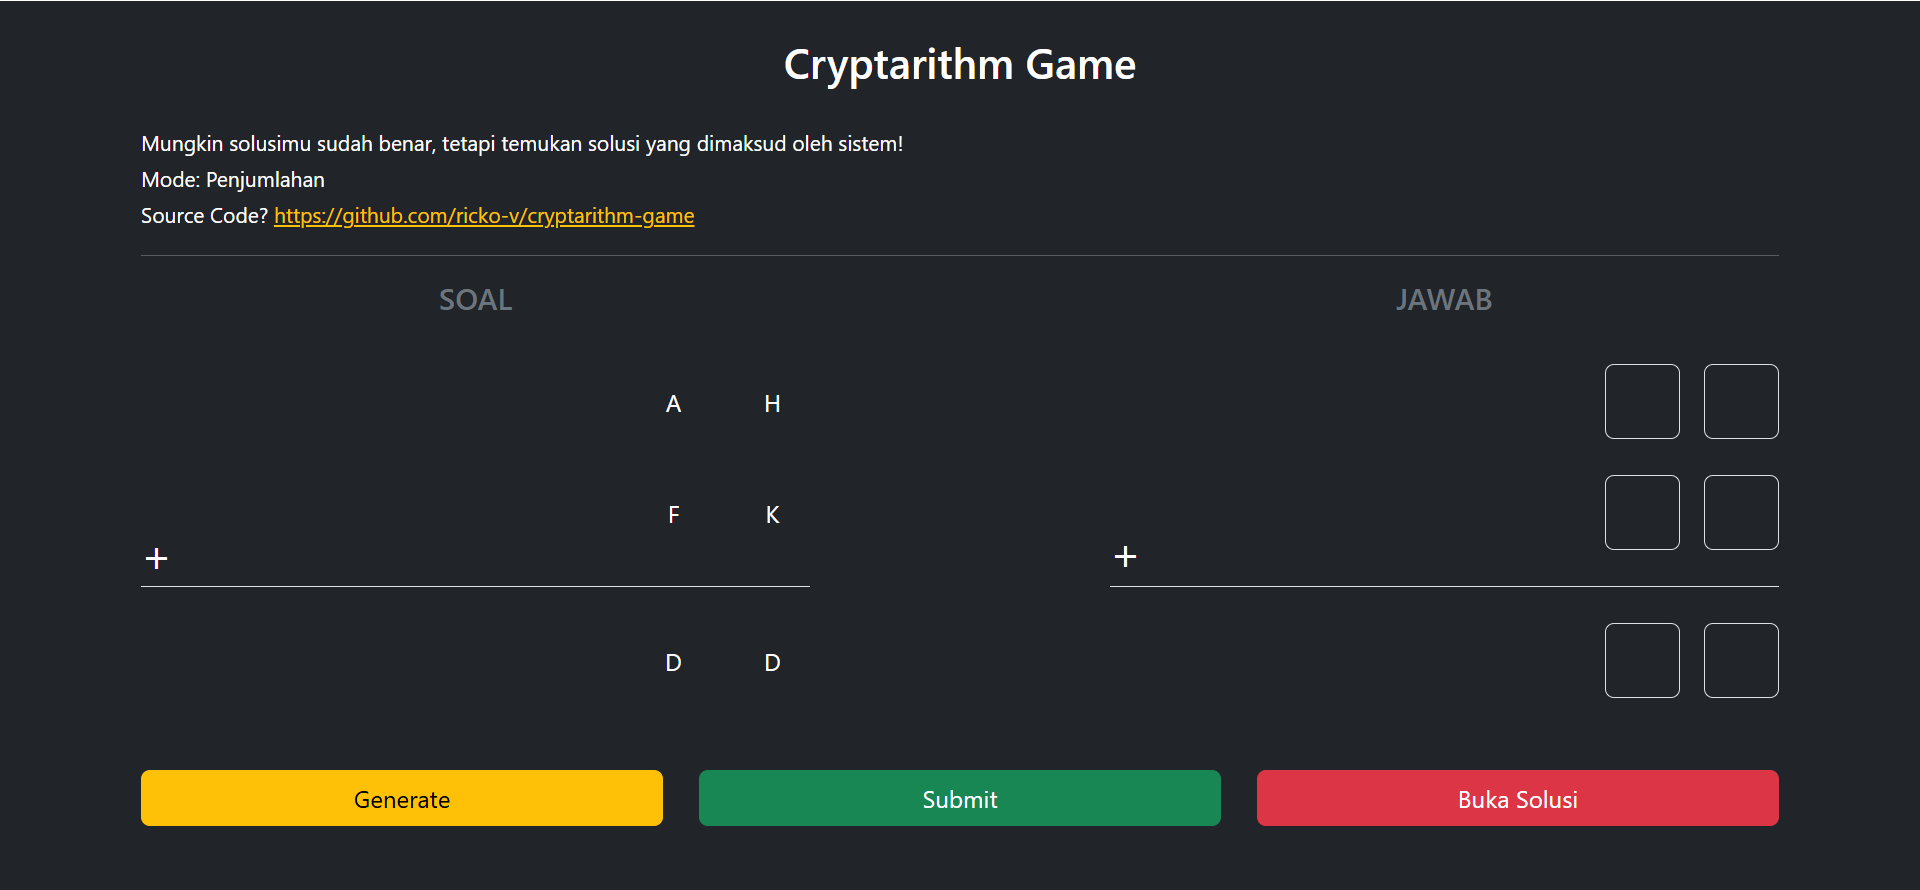 Cryptarithm Game
Mungkin solusimu sudah benar, tetapi temukan solusi yang dimaksud oleh sistem!
Mode: Penjumlahan
Source Code? https://github.com/ricko-v/cryptarithm-game
SOAL
A H
F K
+
D D
JAWAB
+
Generate
Submit
Buka Solusi